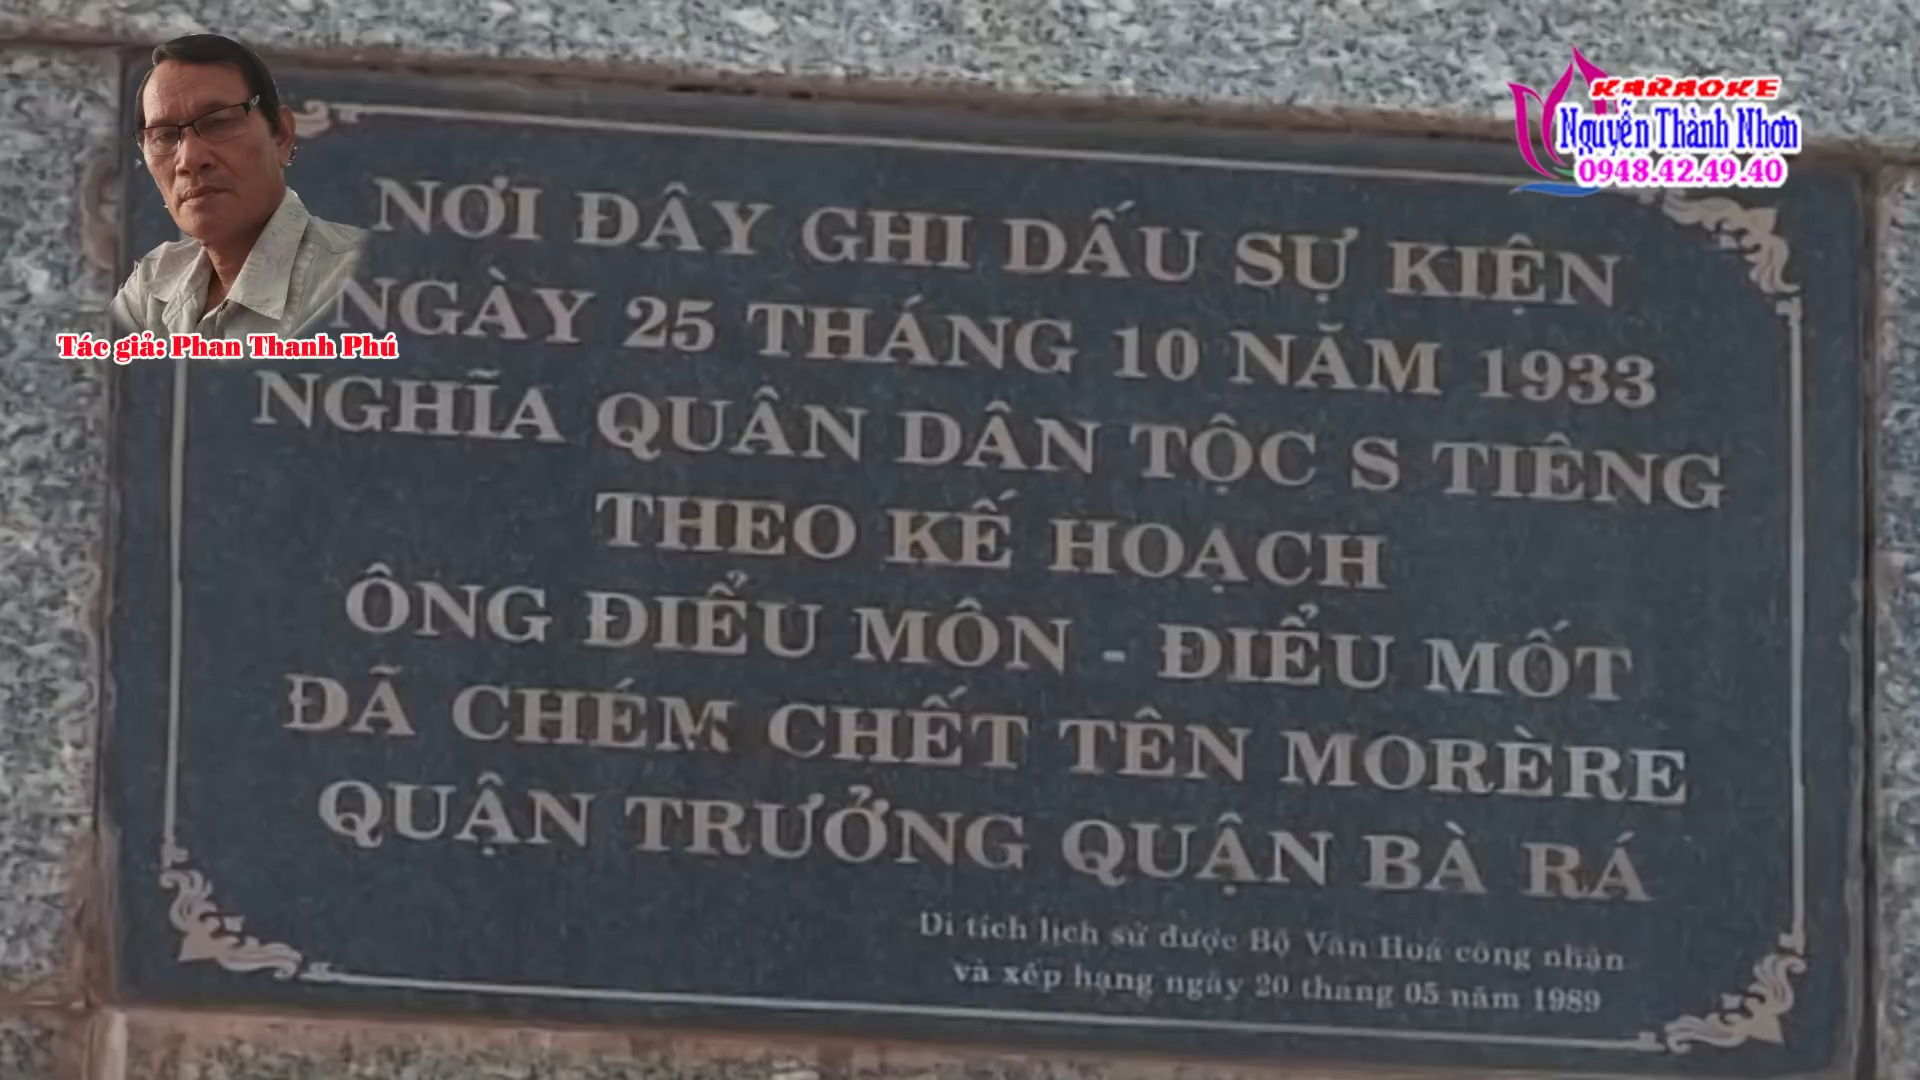 KARAOKE
Nguyễn Thành Nhơn
0948.42.49.40
Tác giả: Phan Thanh Phú
NƠI ĐÂY GHI DẤU SỰ KIỆN
NGÀY 25 THÁNG 10 NĂM 1933
NGHĨA QUÂN DÂN TỘC S TIÊNG
THEO KẾ HOẠCH
ÔNG ĐIỂU MÔN - ĐIỂU MỐT
ĐÃ CHÉM CHẾT TÊN MORÈRE
QUẬN TRƯỞNG QUẬN BÀ RÁ
Di tích lịch sử được Bộ Văn Hoá công nhận
và xếp hạng ngày 20 tháng 05 năm 1989